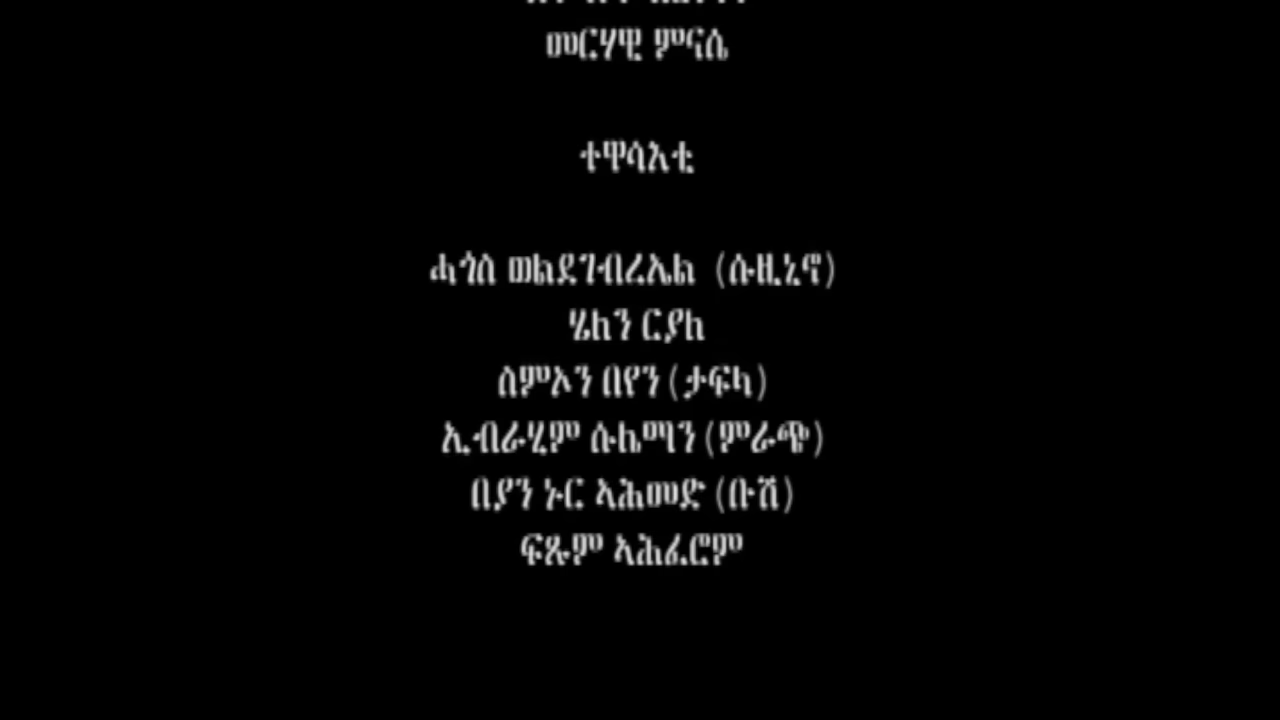 መርሃዊ ምናሴ
ተዋሳእቲ
ሓጎስ ወልደገብረኤል (ሱዚኒኖ)
ሄለን ርያለ
ስምኦን በየን (ታፍላ)
ኢብራሂም ሱሌማን (ምራጭ)
በያን ኑር ኣሕመድ (ቡሽ)
ፍጹም ኣሕፈሮም